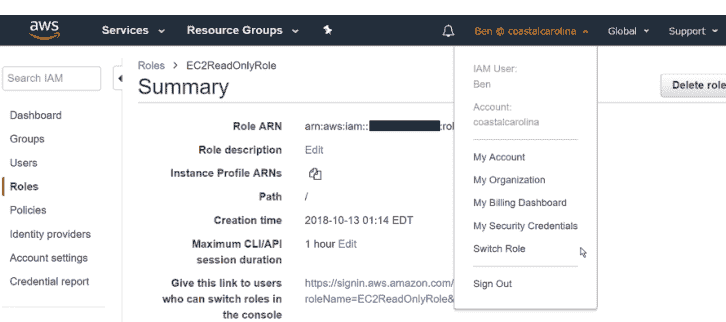 aws
Services
Resource Groups
Ben @ coastalcarolina
Global
Support
Search IAM
Dashboard
Groups
Users
Roles
Policies
Identity providers
Account settings
Credential report
Roles > EC2ReadOnlyRole
Summary
Delete role
Role ARN arn:aws:iam:: :rol
Role description Edit
Instance Profile ARNs
Path /
Creation time 2018-10-13 01:14 EDT
Maximum CLI/API session duration 1 hour Edit
Give this link to users who can switch roles in the console https://signin.aws.amazon.com/
roleName=EC2ReadOnlyRole&
IAM User:
Ben
Account:
coastalcarolina
My Account
My Organization
My Billing Dashboard
My Security Credentials
Switch Role
Sign Out